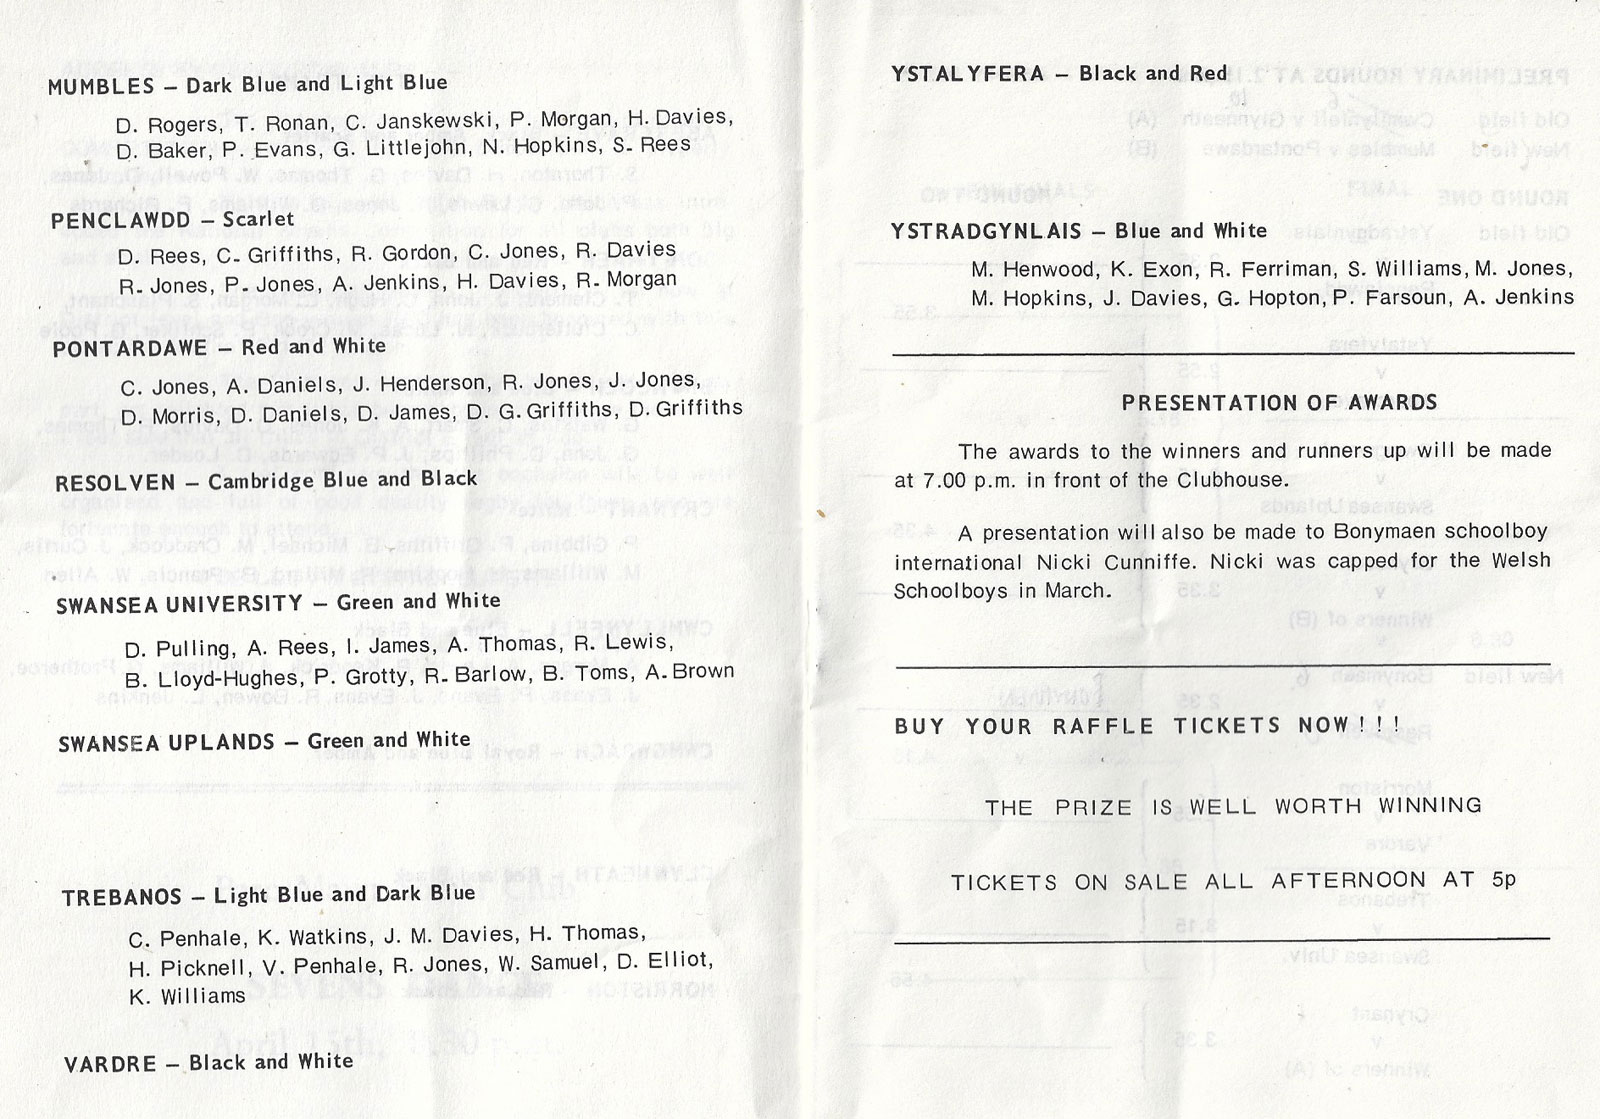 MUMBLES – Dark Blue and Light Blue
D. Rogers, T. Ronan, C. Janskewski, P. Morgan, H. Davies,
D. Baker, P. Evans, G. Littlejohn, N. Hopkins, S. Rees
PENCLAWDD – Scarlet
D. Rees, C. Griffiths, R. Gordon, C. Jones, R. Davies
R. Jones, P. Jones, A. Jenkins, H. Davies, R. Morgan
PONTARDAWE – Red and White
C. Jones, A. Daniels, J. Henderson, R. Jones, J. Jones,
D. Morris, D. Daniels, D. James, D. G. Griffiths, D. Griffiths
RESOLVEN – Cambridge Blue and Black
SWANSEA UNIVERSITY – Green and White
D. Pulling, A. Rees, I. James, A. Thomas, R. Lewis,
B. Lloyd-Hughes, P. Grotty, R. Barlow, B. Toms, A. Brown
SWANSEA UPLANDS – Green and White
TREBANOS – Light Blue and Dark Blue
C. Penhale, K. Watkins, J. M. Davies, H. Thomas,
H. Picknell, V. Penhale, R. Jones, W. Samuel, D. Elliot,
K. Williams
VARDRE – Black and White
YSTALYFERA – Black and Red
YSTRADGYNLAIS – Blue and White
M. Henwood, K. Exon, R. Ferriman, S. Williams, M. Jones,
M. Hopkins, J. Davies, G. Hopton, P. Farsoun, A. Jenkins
PRESENTATION OF AWARDS
The awards to the winners and runners up will be made
at 7.00 p.m. in front of the Clubhouse.
A presentation will also be made to Bonymaen schoolboy
international Nicki Cunniffe. Nicki was capped for the Welsh
Schoolboys in March.
BUY YOUR RAFFLE TICKETS NOW!!!
THE PRIZE IS WELL WORTH WINNING
TICKETS ON SALE ALL AFTERNOON AT 5p